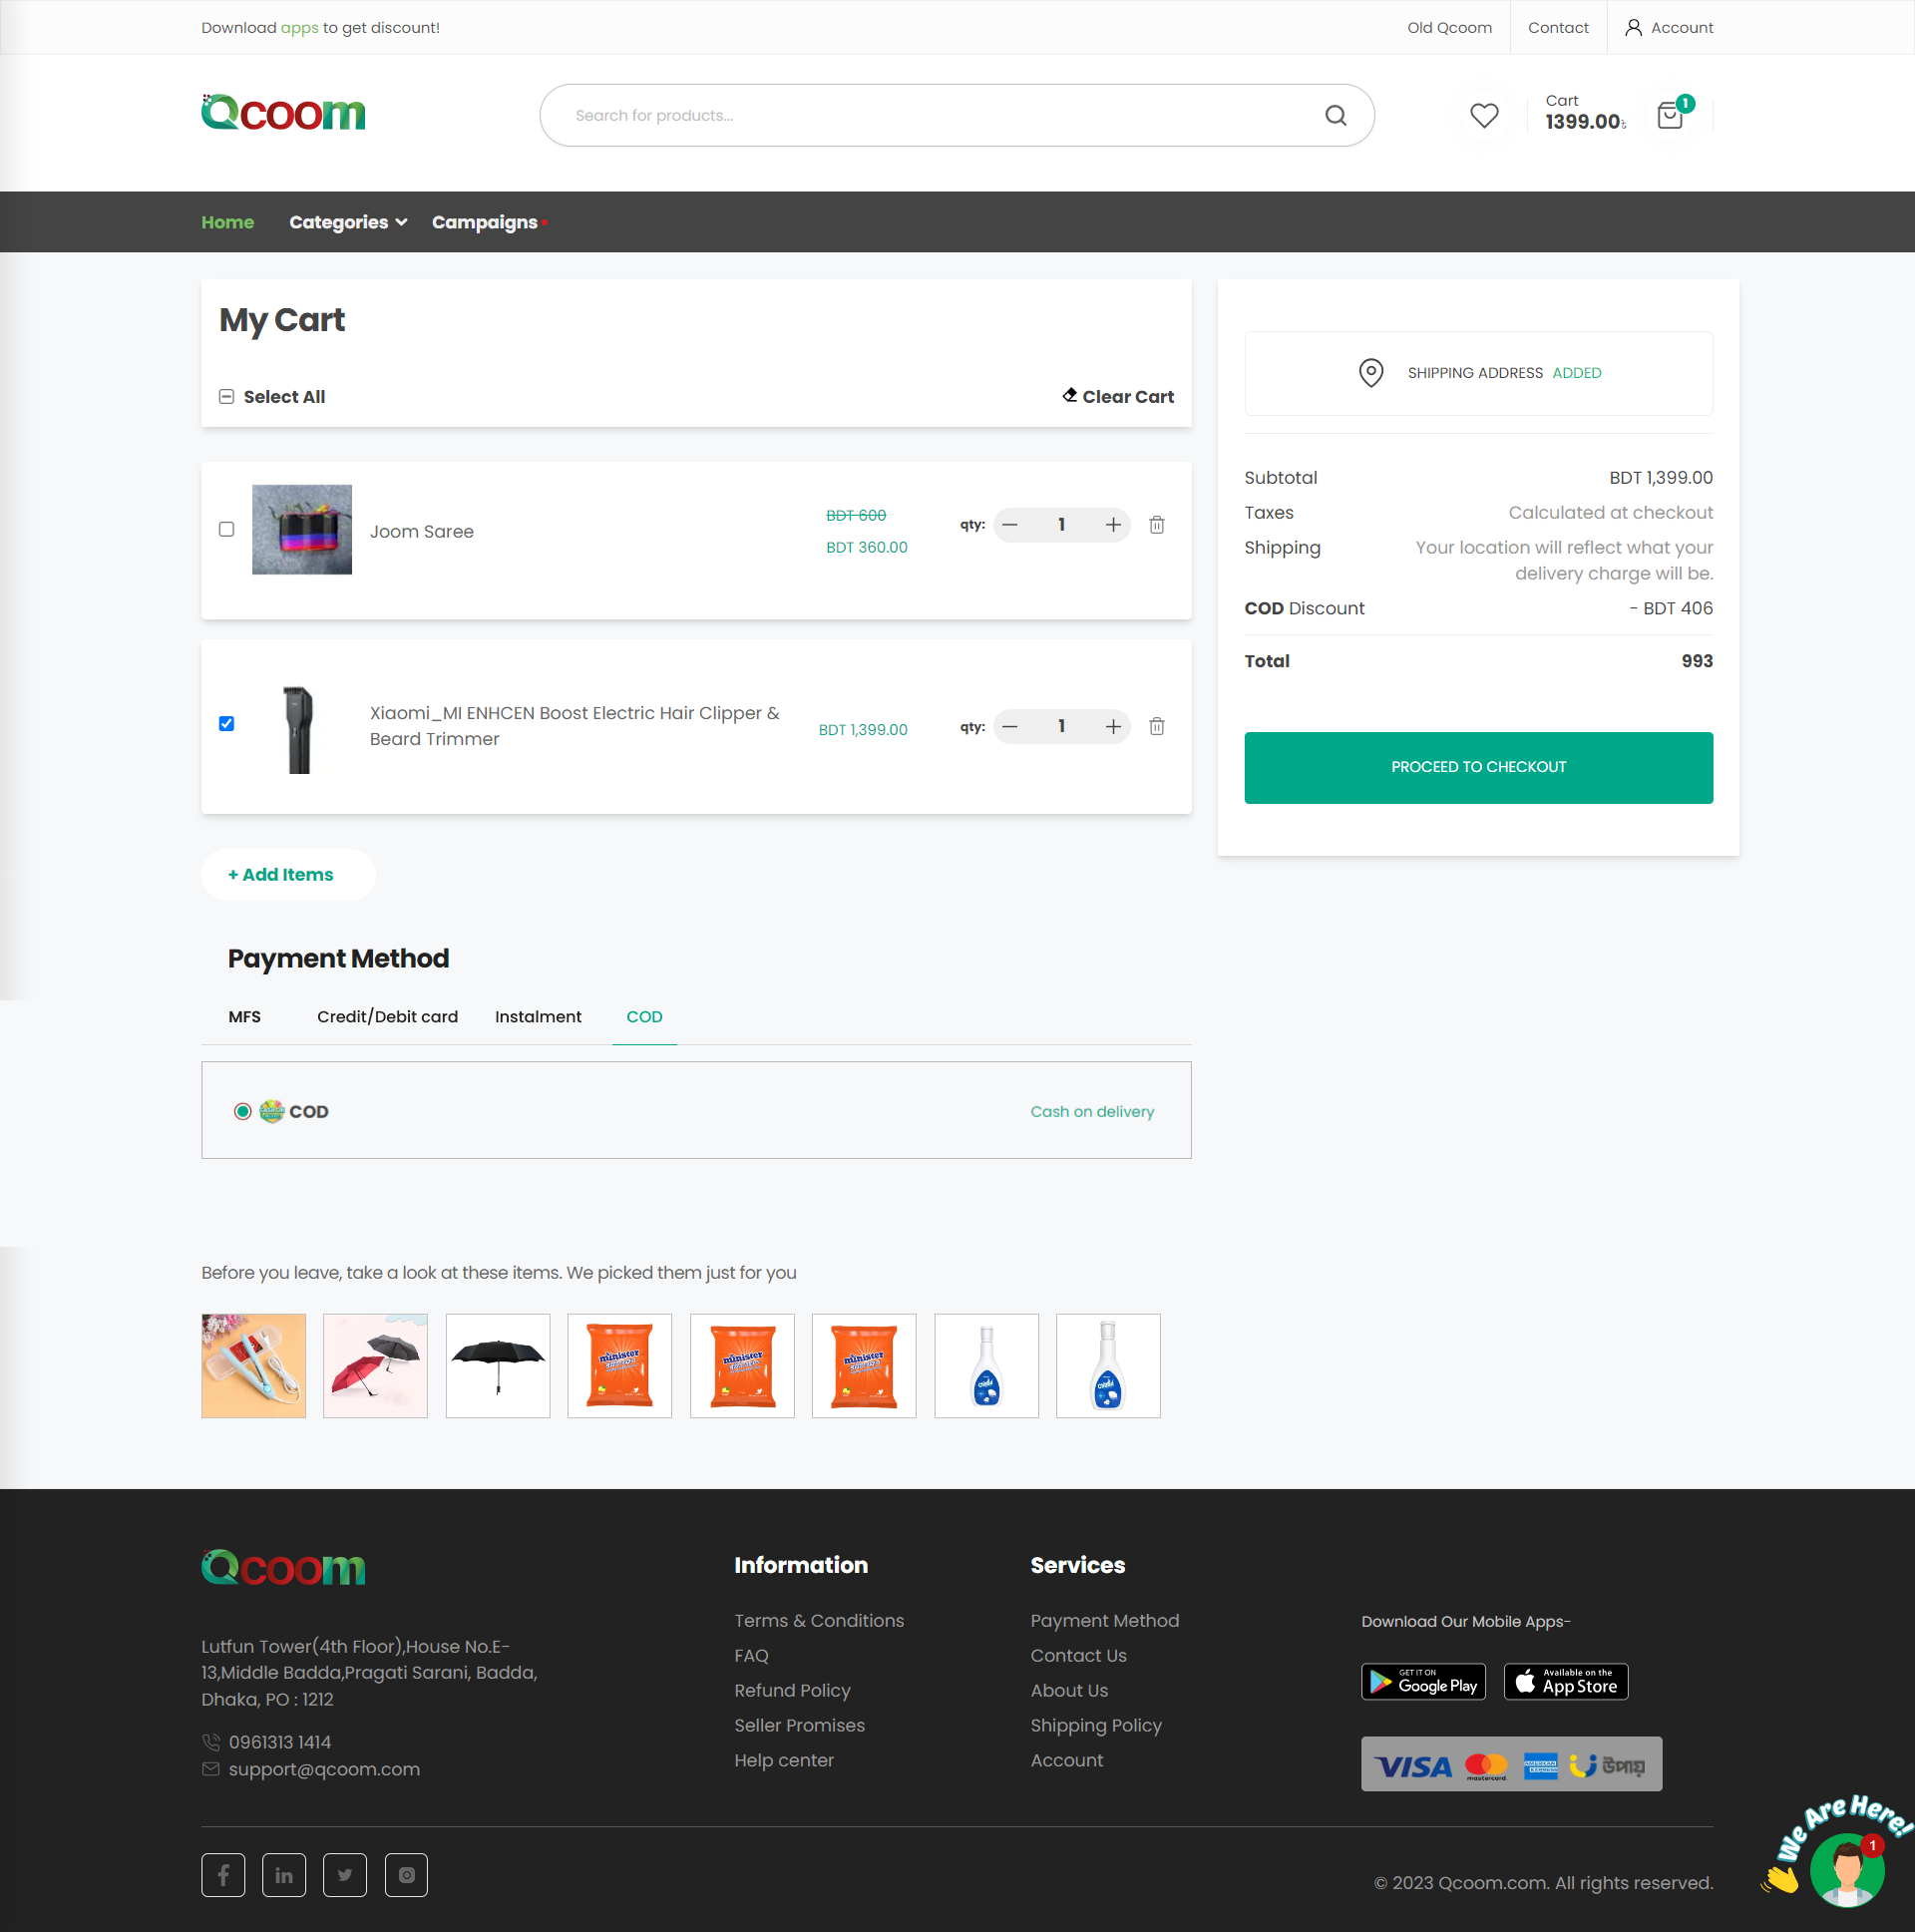 Download apps to get discount!
Old Qcoom
Contact
Account
Qcoom
Search for products...
Cart
1399.00৳
1
Home
Categories
Campaigns
My Cart
Select All
Clear Cart
Joom Saree
BDT 600
BDT 360.00
qty:
1
Xiaomi_MI ENHCEN Boost Electric Hair Clipper &
Beard Trimmer
BDT 1,399.00
qty:
1
+ Add Items
SHIPPING ADDRESS ADDED
Subtotal
BDT 1,399.00
Taxes
Calculated at checkout
Shipping
Your location will reflect what your
delivery charge will be.
COD Discount
- BDT 406
Total
993
PROCEED TO CHECKOUT
Payment Method
MFS
Credit/Debit card
Instalment
COD
COD
Cash on delivery
Before you leave, take a look at these items. We picked them just for you
minister
minister
minister
Qcoom
Lutfun Tower(4th Floor),House No.E-
13,Middle Badda,Pragati Sarani, Badda,
Dhaka, PO : 1212
0961313 1414
support@qcoom.com
Information
Terms & Conditions
FAQ
Refund Policy
Seller Promises
Help center
Services
Payment Method
Contact Us
About Us
Shipping Policy
Account
Download Our Mobile Apps-
GET IT ON
Google Play
Available on the
App Store
VISA
mastercard
AMERICAN
EXPRESS
উপায়
We Are Here!
1
© 2023 Qcoom.com. All rights reserved.